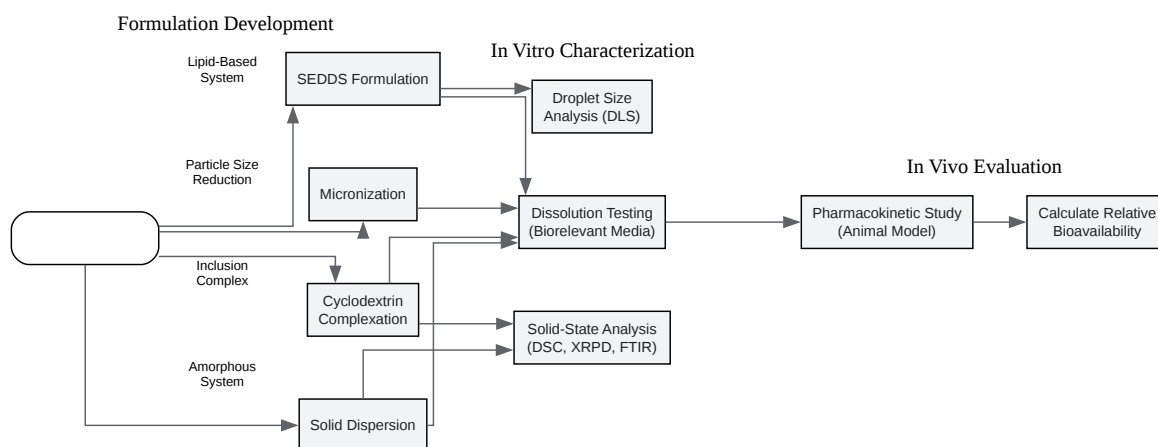 Formulation Development
In Vitro Characterization
Lipid-Based
System
SEDDS Formulation
Droplet Size
Analysis (DLS)
Particle Size
Reduction
Micronization
In Vivo Evaluation
Dissolution Testing
(Biorelevant Media)
Pharmacokinetic Study
(Animal Model)
Calculate Relative
Bioavailability
Inclusion
Complex
Cyclodextrin
Complexation
Solid-State Analysis
(DSC, XRPD, FTIR)
Amorphous
System
Solid Dispersion